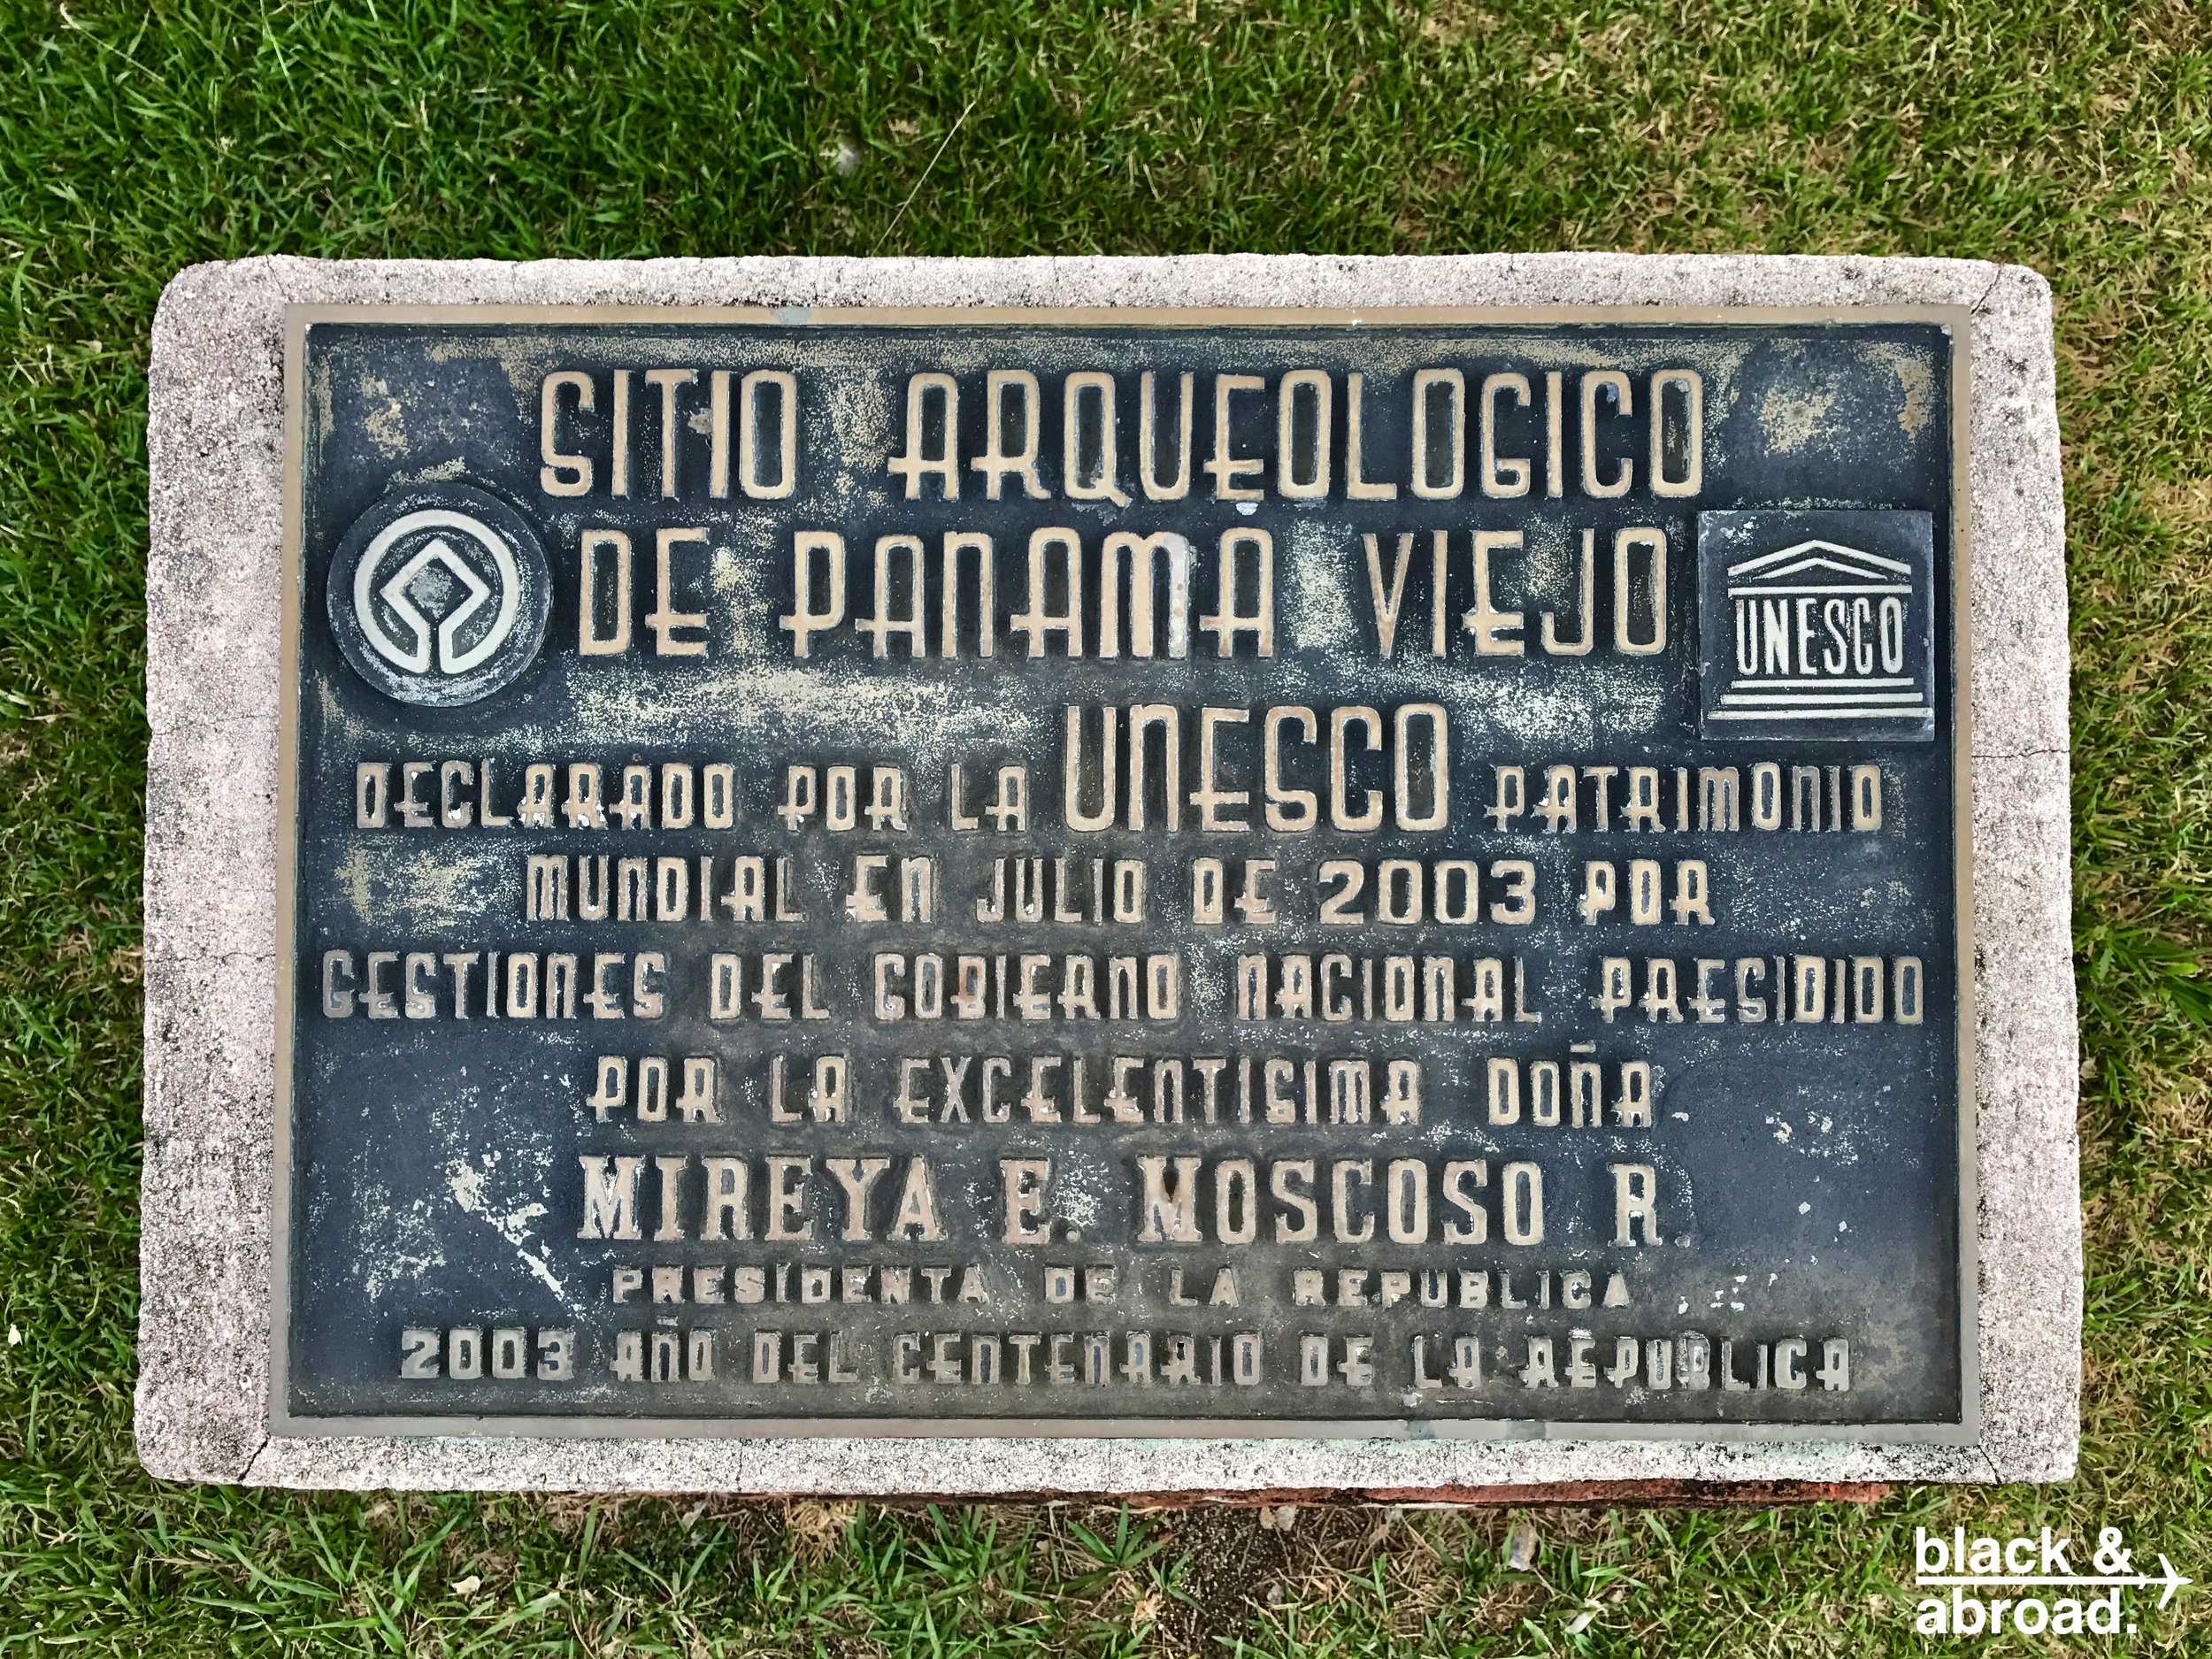 SITIO ARQUEOLOGICO
DE PANAMA VIEJO
UNESCO
DECLARADO POR LA UNESCO PATRIMONIO
MUNDIAL EN JULIO DE 2003 POR
GESTIONES DEL GOBIERNO NACIONAL PRESIDIDO
POR LA EXCELENTISIMA DOÑA
MIREYA E. MOSCOSO R.
PRESIDENTA DE LA REPUBLICA
2003 AÑO DEL CENTENARIO DE LA REPUBLICA
black &
abroad.